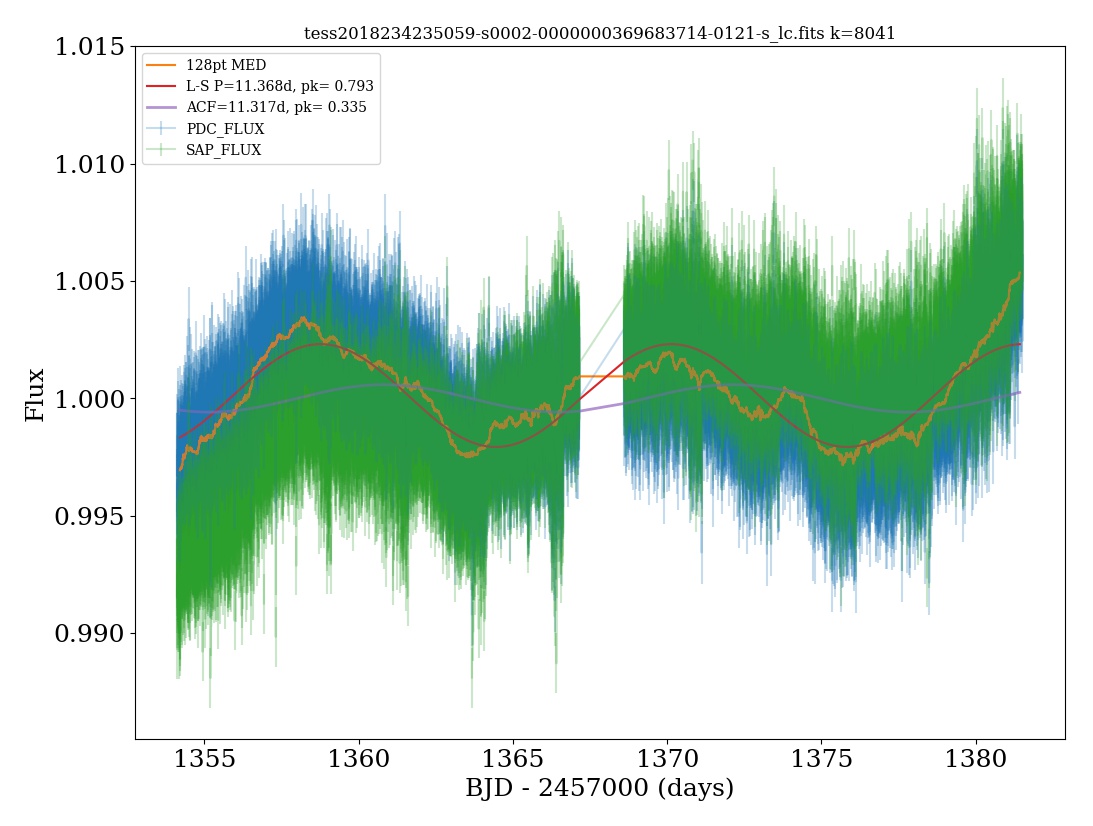 tess2018234235059-s0002-0000000369683714-0121-s_lc.fits k=8041
128pt MED
L-S P=11.368d, pk= 0.793
ACF=11.317d, pk= 0.335
PDC_FLUX
SAP_FLUX
1.015
1.010
1.005
1.000
0.995
0.990
Flux
1355 1360 1365 1370 1375 1380
BJD - 2457000 (days)